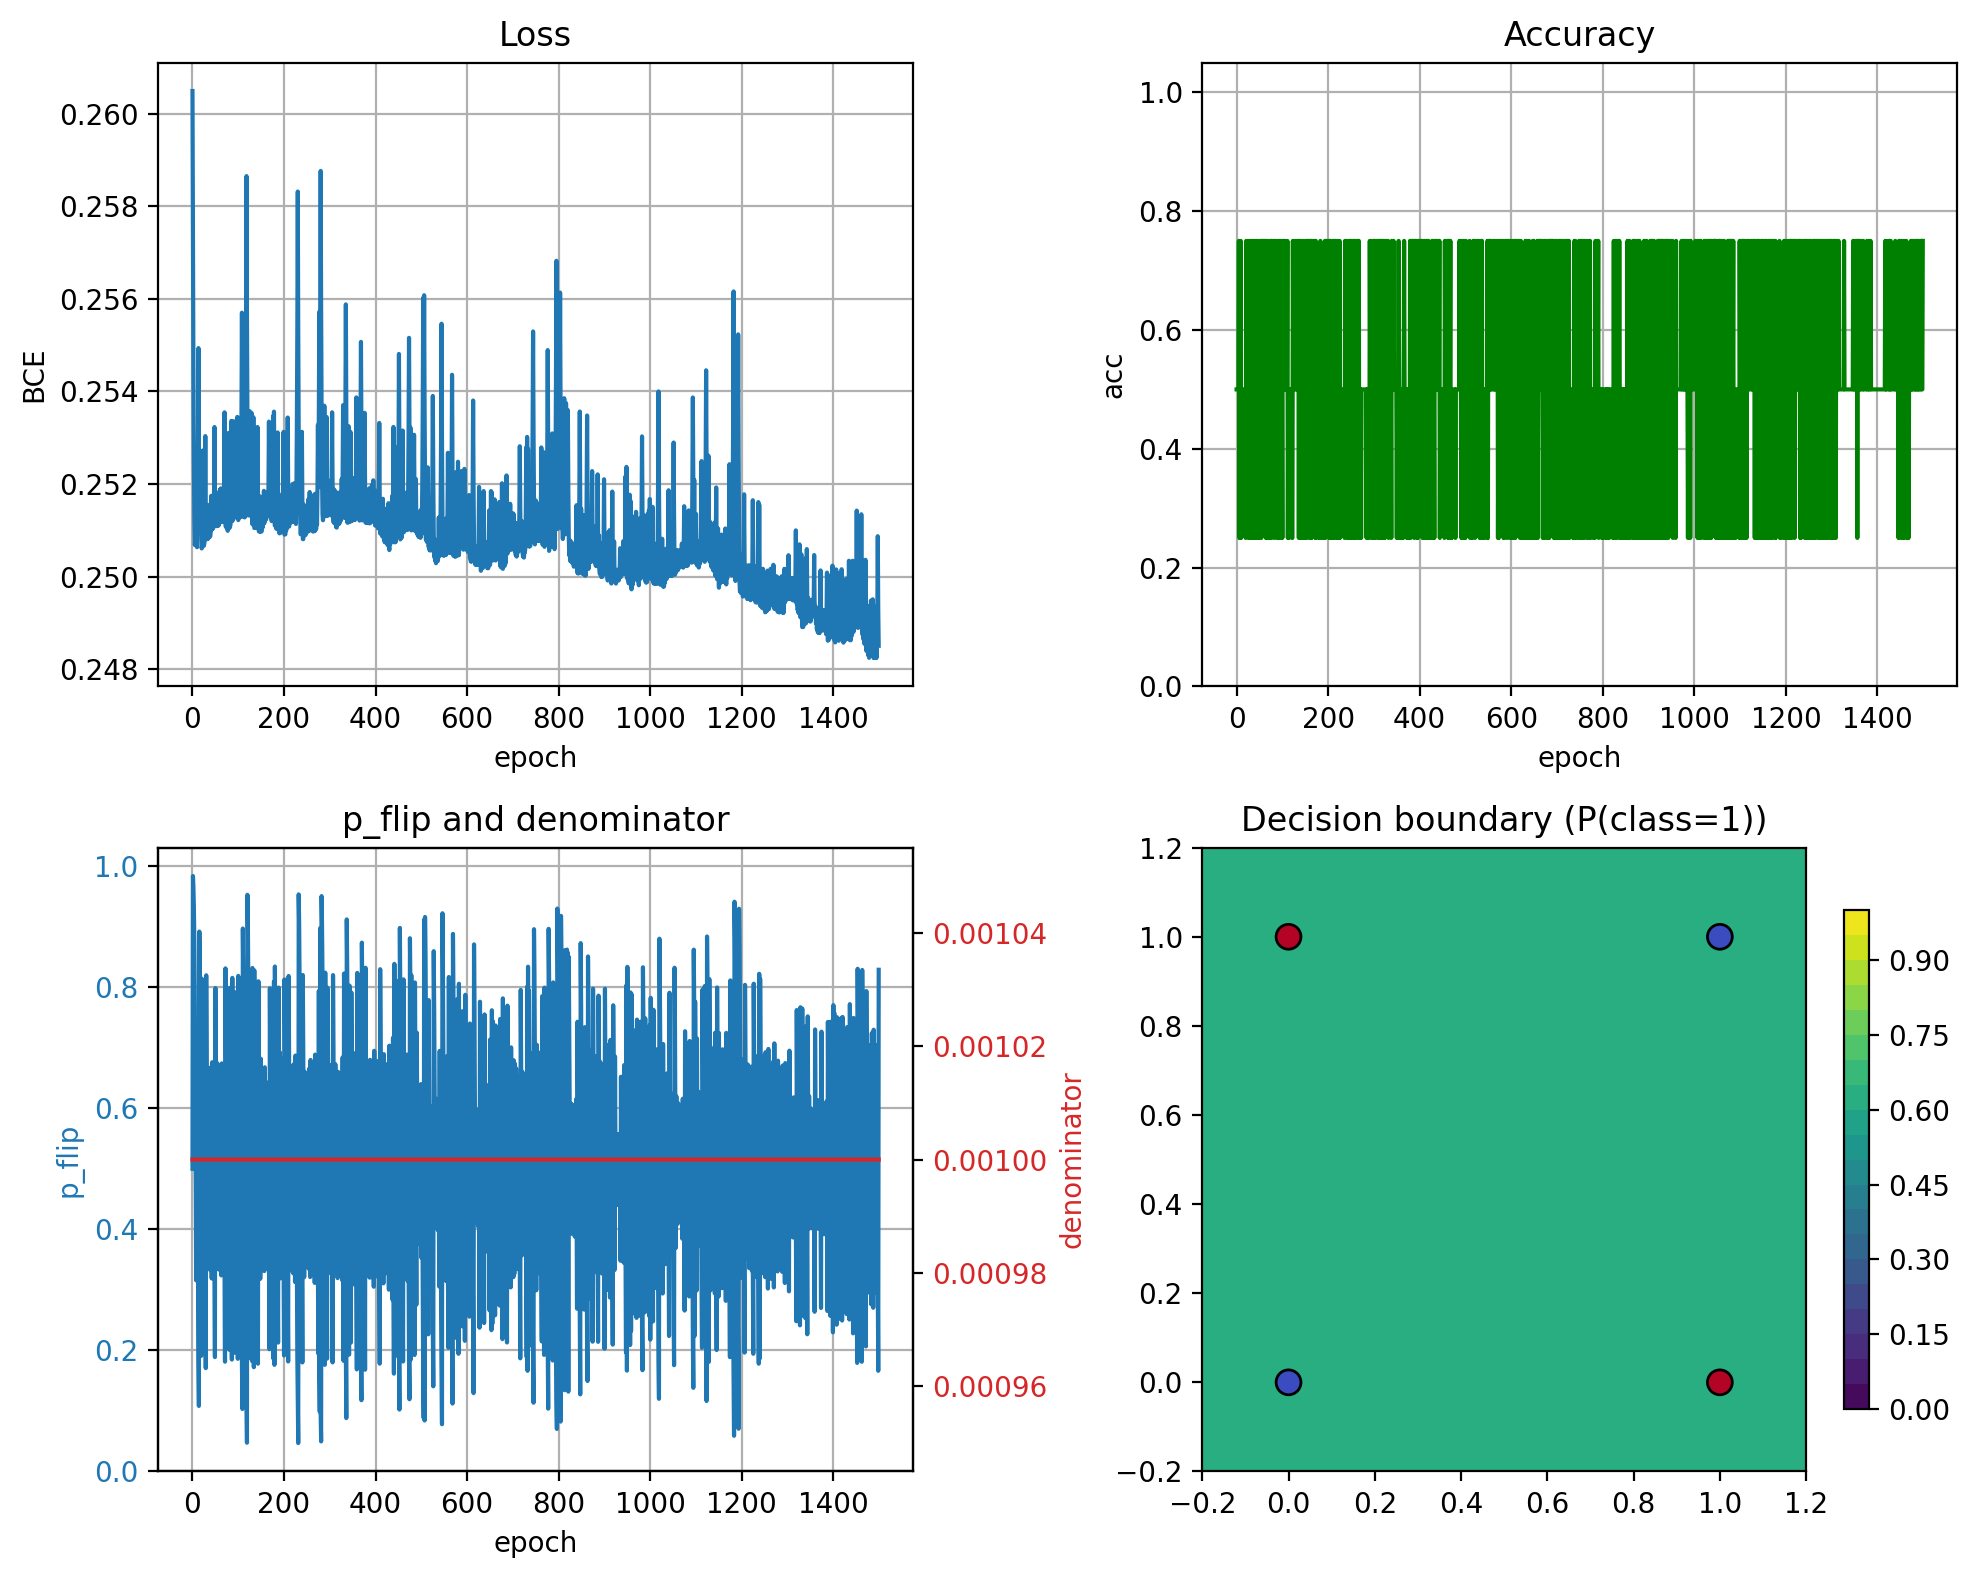 Loss
BCE
0.260
0.258
0.256
0.254
0.252
0.250
0.248
0 200 400 600 800 1000 1200 1400
epoch
Accuracy
acc
1.0
0.8
0.6
0.4
0.2
0.0
0 200 400 600 800 1000 1200 1400
epoch
p_flip and denominator
p_flip
1.0
0.8
0.6
0.4
0.2
0.0
0.00104
0.00102
0.00100
0.00098
0.00096
denominator
0 200 400 600 800 1000 1200 1400
epoch
Decision boundary (P(class=1))
1.2
1.0
0.8
0.6
0.4
0.2
0.0
−0.2
−0.2 0.0 0.2 0.4 0.6 0.8 1.0 1.2
0.90
0.75
0.60
0.45
0.30
0.15
0.00